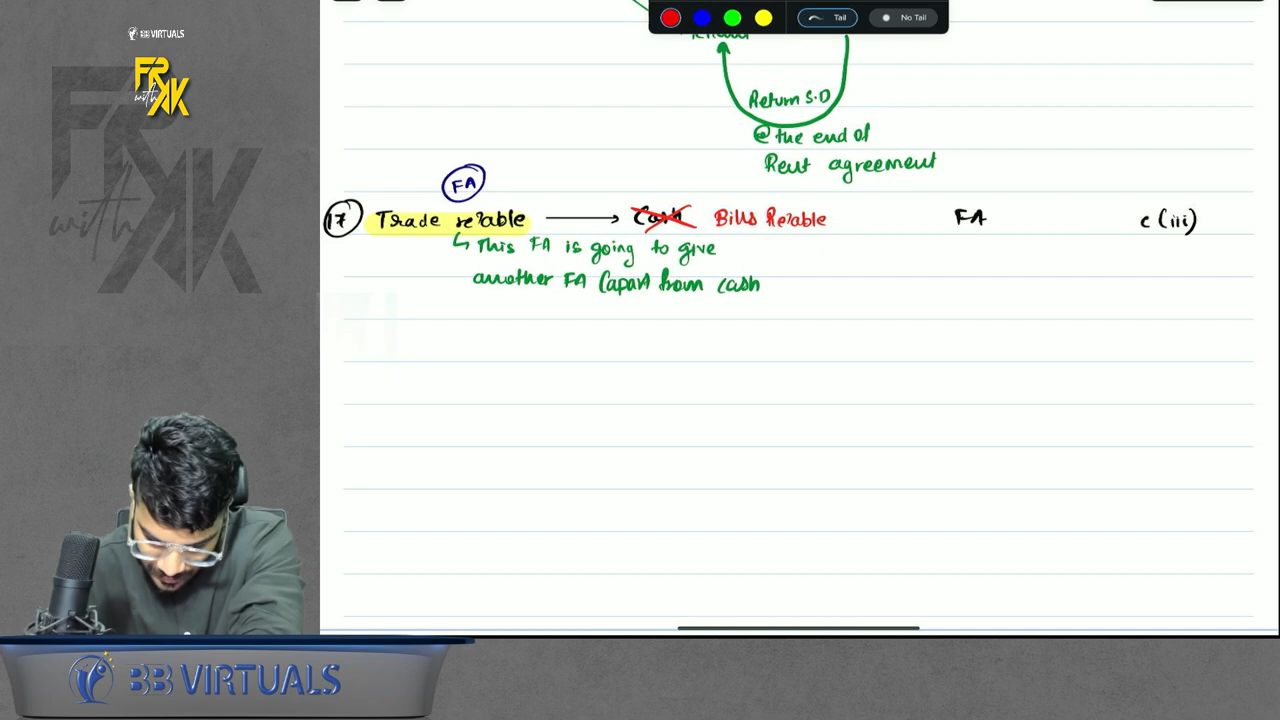 BB VIRTUALS
FR
with
AK
Tail
No Tail
Return S.D
@ the end of
Rent agreement
FA
17 Trade re'able → Cash Bills Re'able FA c (iii)
↳ This FA is going to give
another FA (apart from cash
BB VIRTUALS